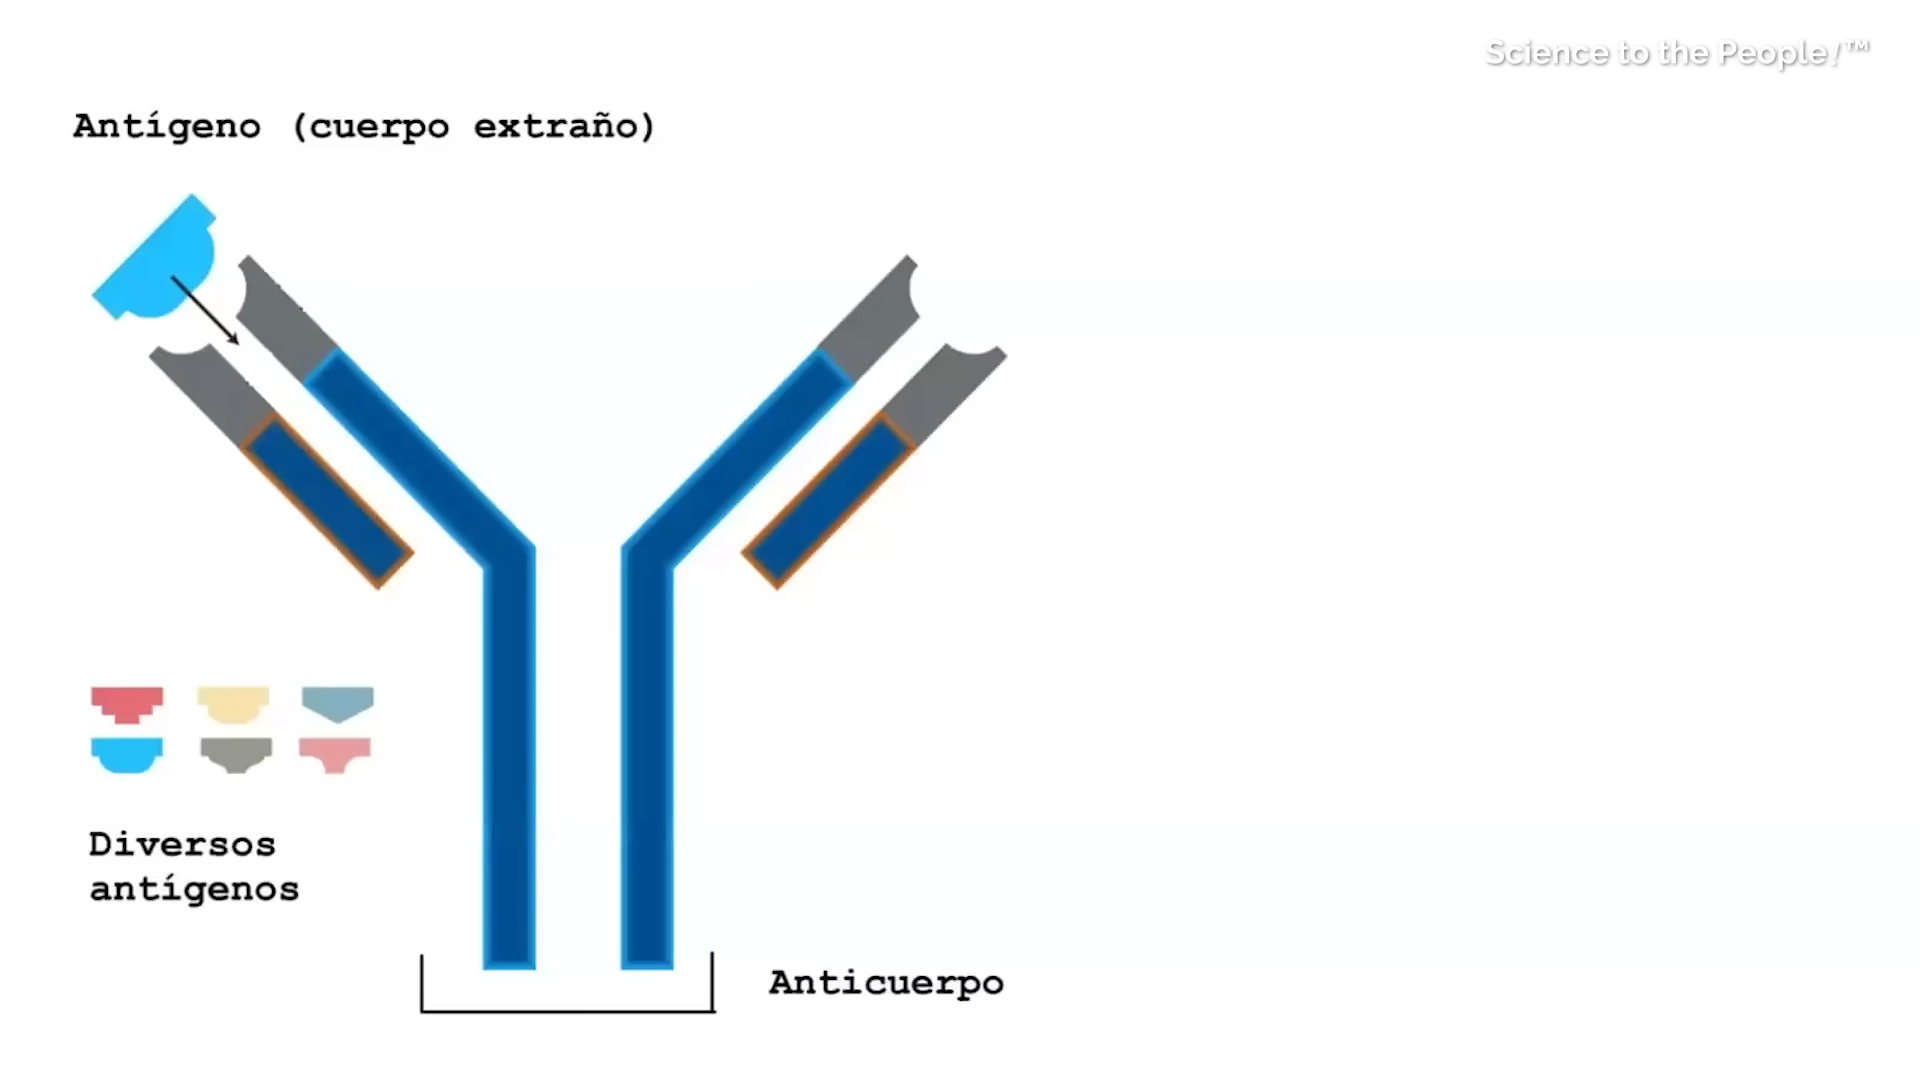 Science to the People!™
Antígeno (cuerpo extraño)
Diversos
antígenos
Anticuerpo